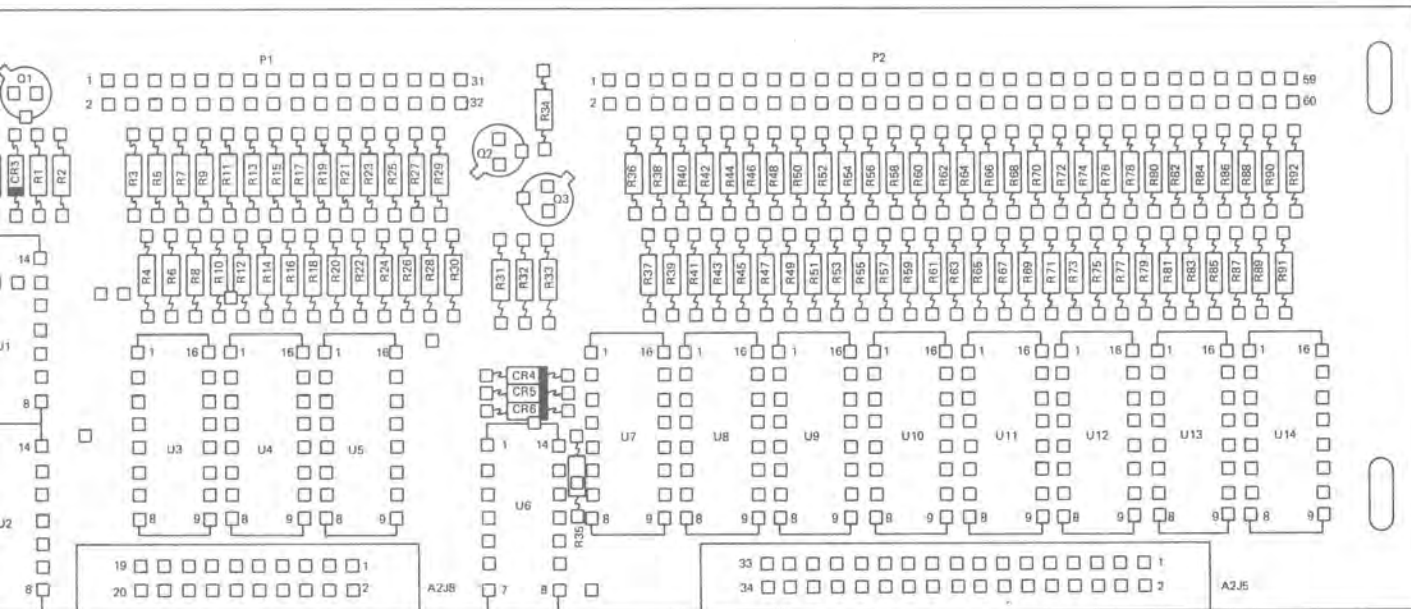 P1 P2
Q1 1 31 1 59
2 32 R34 2 60
Q2
CR3 R1 R2 R3 R5 R7 R9 R11 R13 R15 R17 R19 R21 R23 R25 R27 R29 R36 R38 R40 R42 R44 R46 R48 R50 R52 R54 R56 R58 R60 R62 R64 R66 R68 R70 R72 R74 R76 R78 R80 R82 R84 R86 R88 R90 R92
Q3
14 R4 R6 R8 R10 R12 R14 R16 R18 R20 R22 R24 R26 R28 R30 R31 R32 R33 R37 R39 R41 R43 R45 R47 R49 R51 R53 R55 R57 R59 R61 R63 R65 R67 R69 R71 R73 R75 R77 R79 R81 R83 R85 R87 R89 R91
U1 1 16 1 16 1 16 1 16 1 16 1 16 1 16 1 16 1 16 1 16 1 16
CR4
CR5
8 CR6
14 U3 U4 U5 1 14 U7 U8 U9 U10 U11 U12 U13 U14
U6
U2 8 9 8 9 8 9 R35 8 9 8 9 8 9 8 9 8 9 8 9 8 9 8 9
19 1 33 1
8 20 2 A2J8 7 8 34 2 A2J5